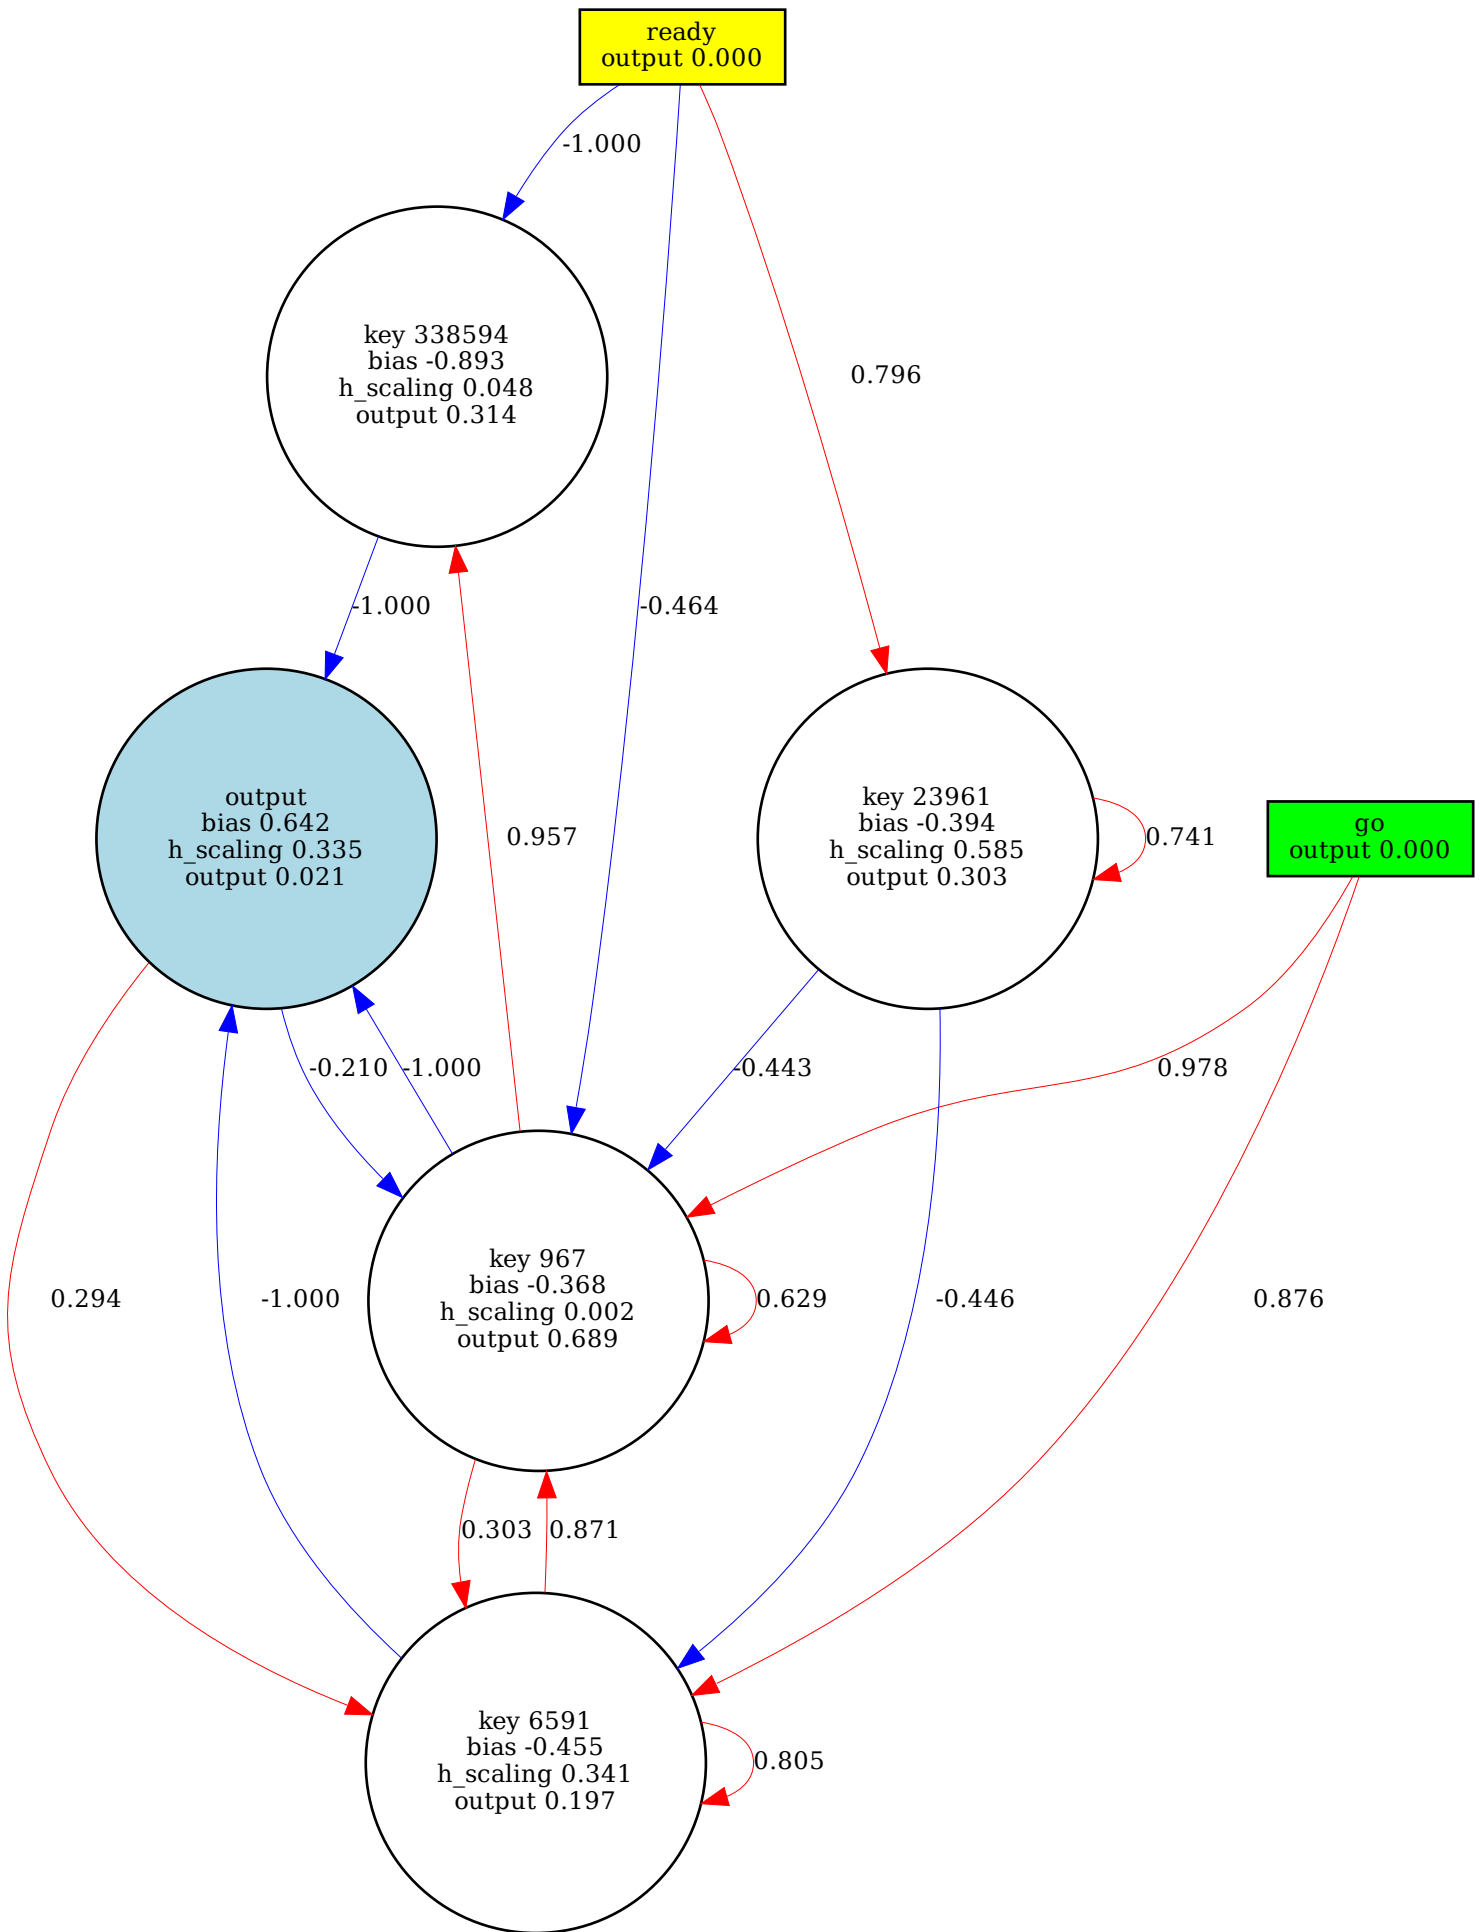 ready
output 0.000
-1.000
key 338594
bias -0.893
h_scaling 0.048
output 0.314
0.796
-1.000
-0.464
output
bias 0.642
h_scaling 0.335
output 0.021
0.957
key 23961
bias -0.394
h_scaling 0.585
output 0.303
0.741
go
output 0.000
-0.210
-1.000
-0.443
0.978
0.294
-1.000
key 967
bias -0.368
h_scaling 0.002
output 0.689
0.629
-0.446
0.876
0.303
0.871
key 6591
bias -0.455
h_scaling 0.341
output 0.197
0.805